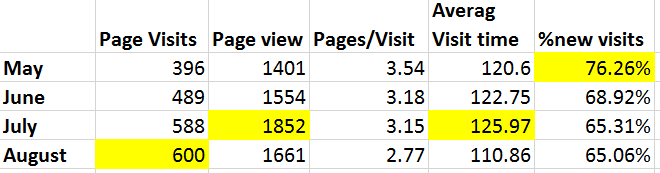 Averag
Page Visits Page view Pages/Visit Visit time %new visits
May 396 1401 3.54 120.6 76.26%
June 489 1554 3.18 122.75 68.92%
July 588 1852 3.15 125.97 65.31%
August 600 1661 2.77 110.86 65.06%